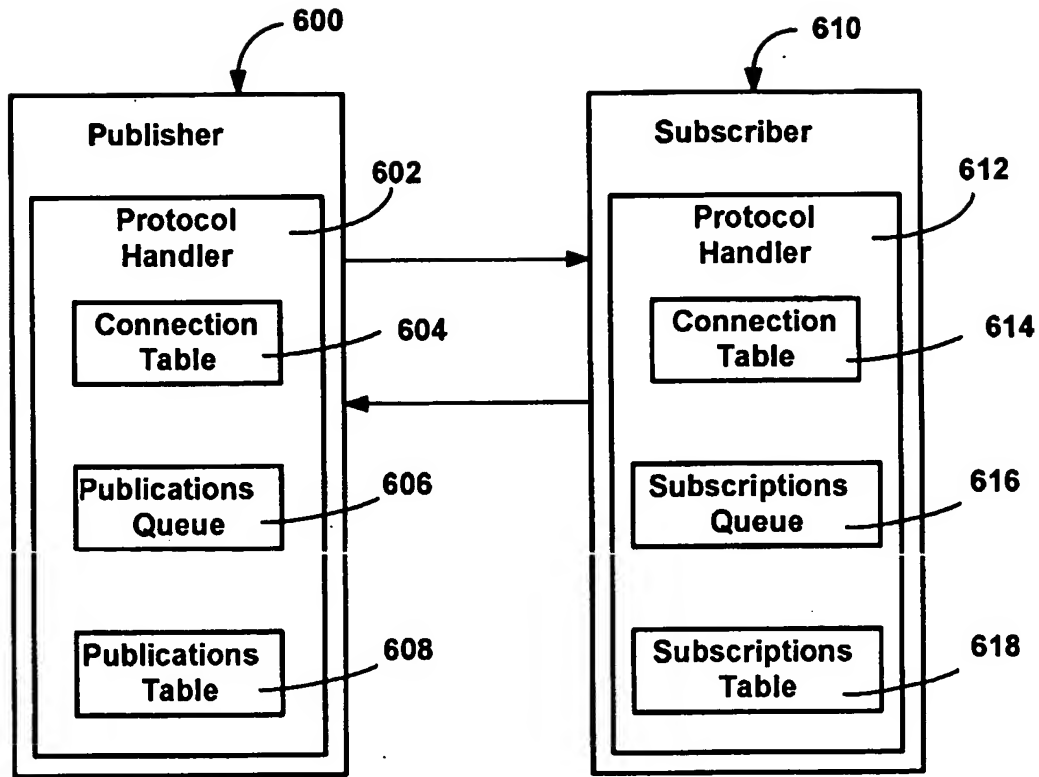 600
610
Publisher
Subscriber
602
612
Protocol
Handler
Protocol
Handler
Connection
Table
604
Connection
Table
614
Publications
Queue
606
Subscriptions
Queue
616
Publications
Table
608
Subscriptions
Table
618